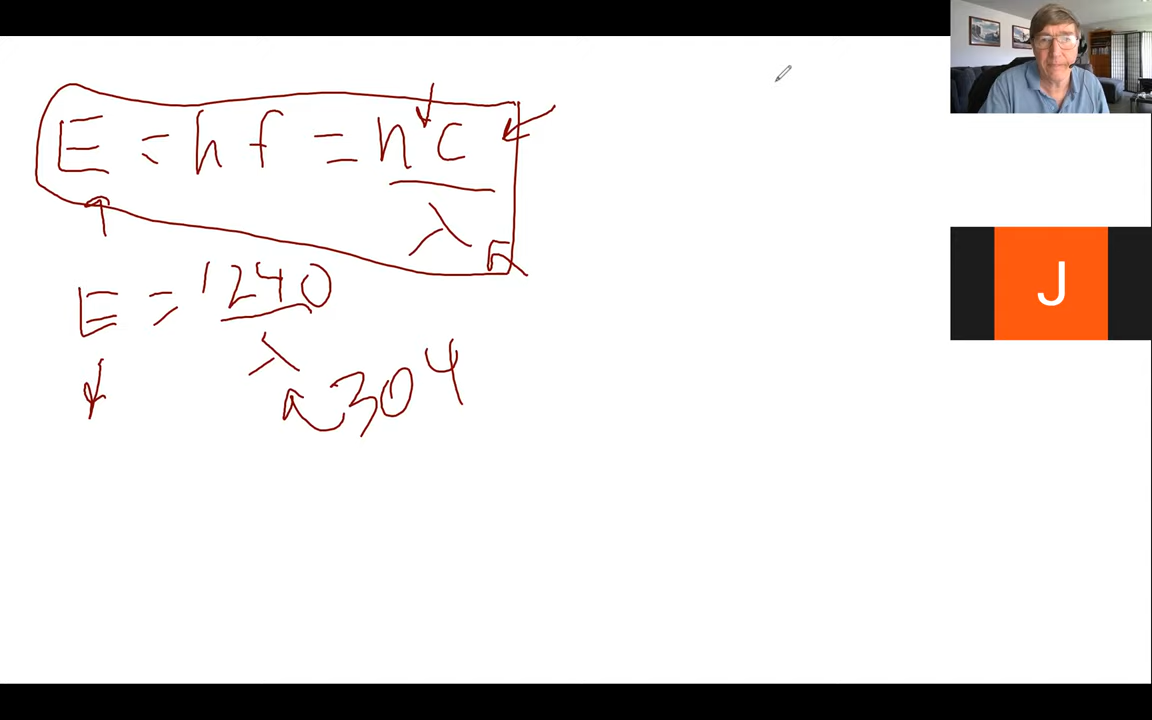 E = hf = hc
λ
E = 1240
λ
304
J